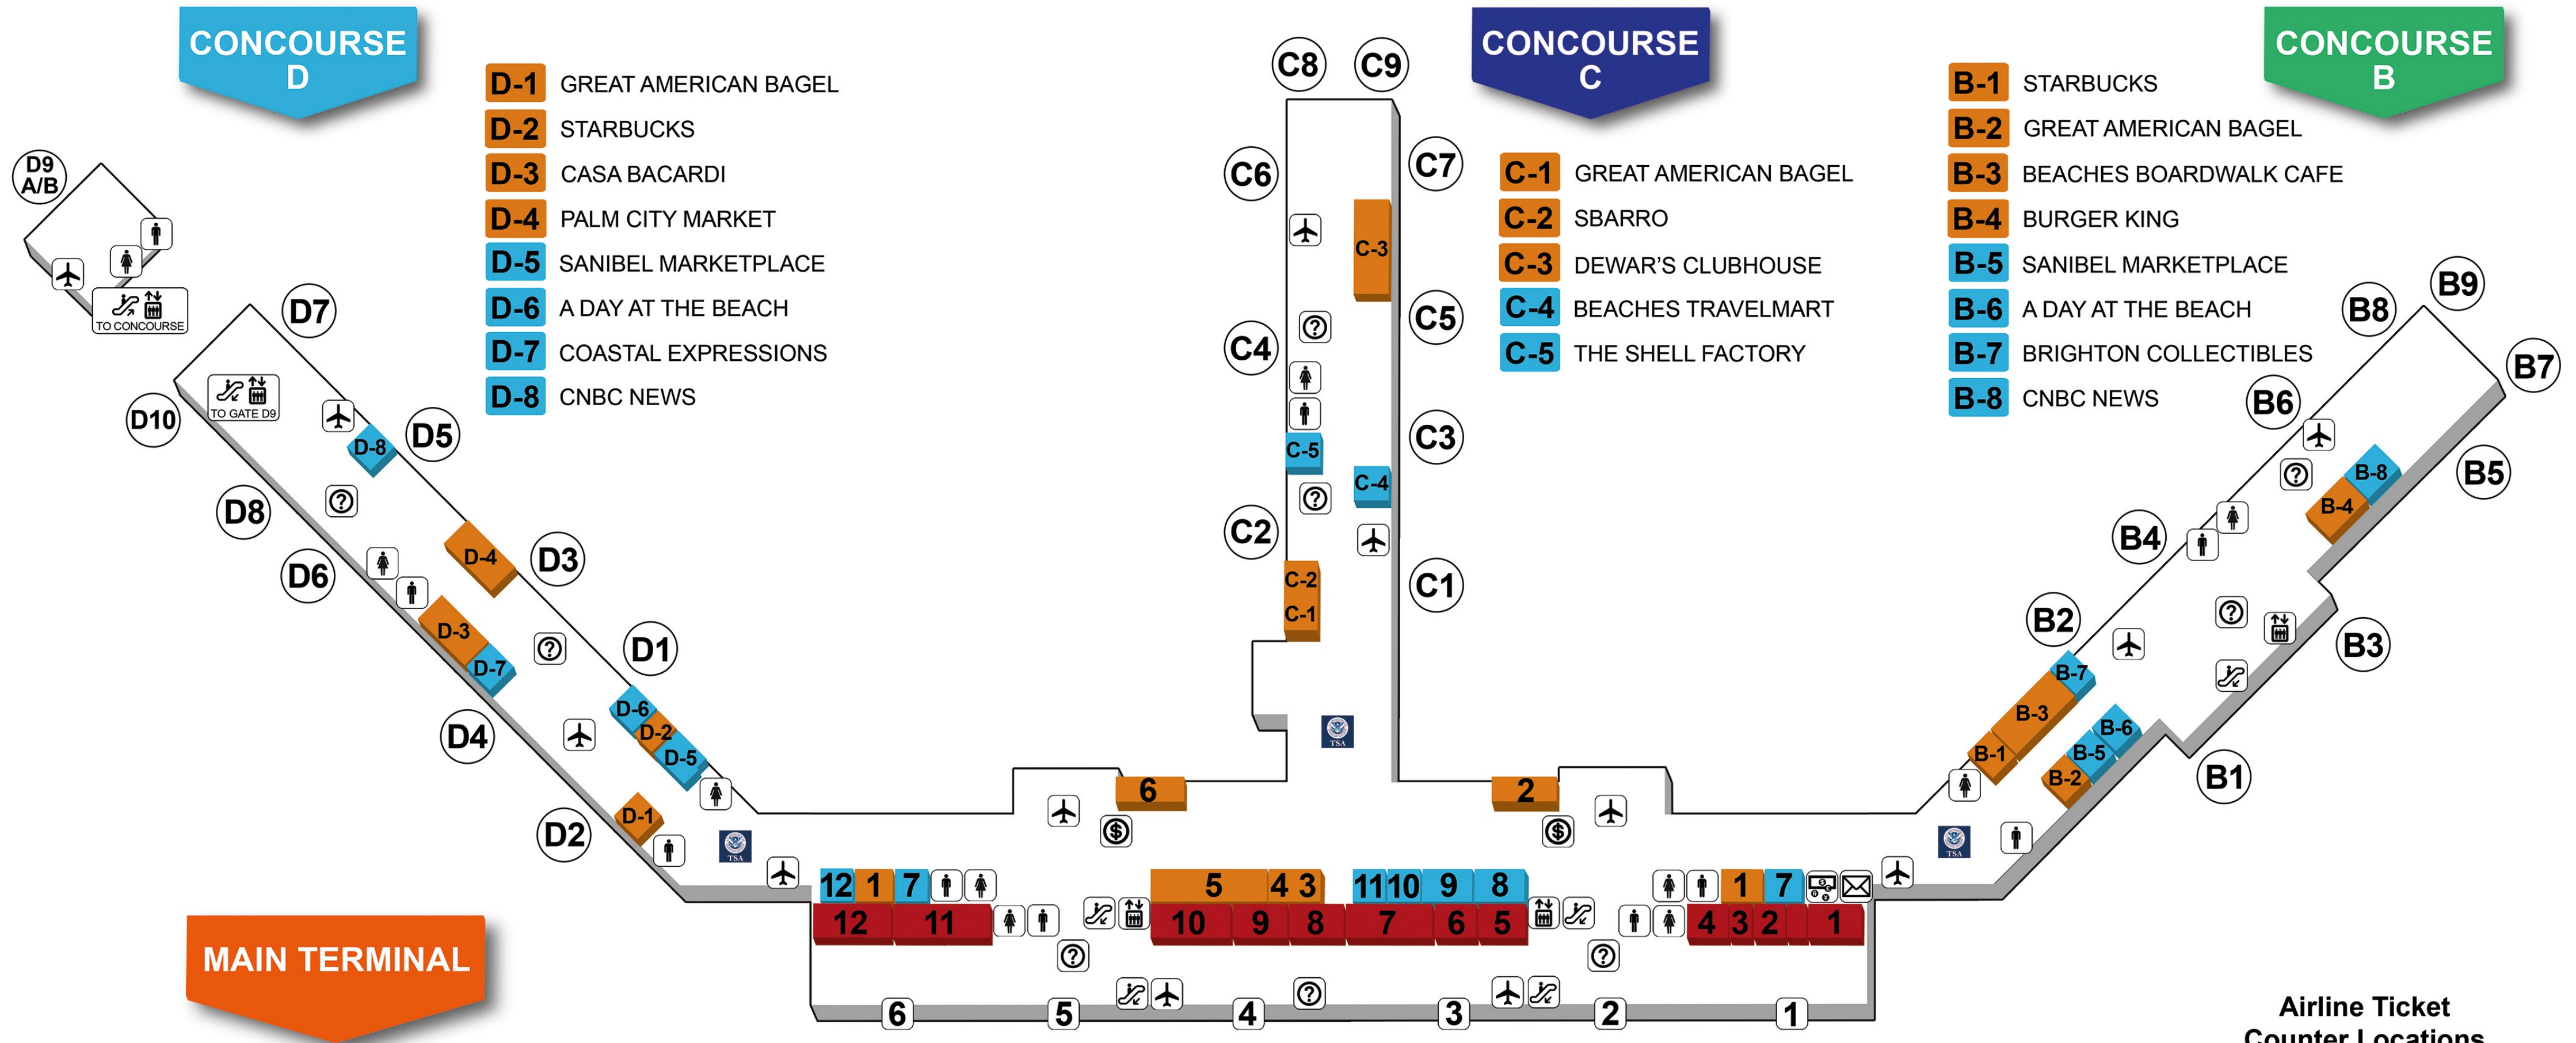 CONCOURSE
D
D-1 GREAT AMERICAN BAGEL
D-2 STARBUCKS
D-3 CASA BACARDI
D-4 PALM CITY MARKET
D-5 SANIBEL MARKETPLACE
D-6 A DAY AT THE BEACH
D-7 COASTAL EXPRESSIONS
D-8 CNBC NEWS
CONCOURSE
C
C-1 GREAT AMERICAN BAGEL
C-2 SBARRO
C-3 DEWAR'S CLUBHOUSE
C-4 BEACHES TRAVELMART
C-5 THE SHELL FACTORY
CONCOURSE
B
B-1 STARBUCKS
B-2 GREAT AMERICAN BAGEL
B-3 BEACHES BOARDWALK CAFE
B-4 BURGER KING
B-5 SANIBEL MARKETPLACE
B-6 A DAY AT THE BEACH
B-7 BRIGHTON COLLECTIBLES
B-8 CNBC NEWS
D9
A/B
TO CONCOURSE
D7
TO GATE D9
D10
D5
D-8
D8
D-4
D3
D6
D-3
D-7
D1
D4
D-6
D-2
D-5
D-1
D2
TSA
C8 C9
C6
C7
C-3
C5
C4
C3
C-5
C-4
C2
C-2
C-1
C1
TSA
B9
B8
B7
B6
B5
B-8
B-4
B4
B2
B3
B-7
B-3
B-1
B-6
B-5
B-2
B1
TSA
6
$
2
$
12 1 7
5 4 3
11 10 9 8
1 7
12 11
10 9 8 7 6 5
4 3 2 1
6 5 4 3 2 1
MAIN TERMINAL
Airline Ticket
Counter Locations